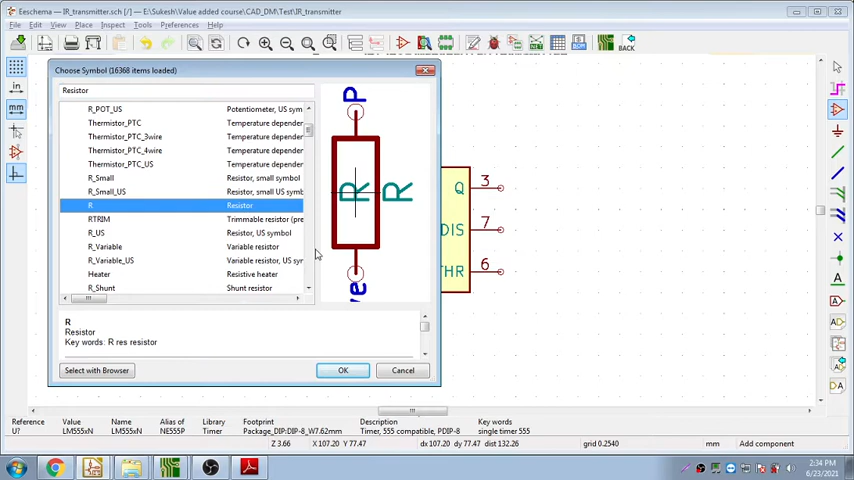 Eeschema — IR_transmitter.sch [/] — E:\Sukesh\Value added course\CAD_DM\Test\IR_transmitter
File Edit View Place Inspect Tools Preferences Help
BACK
Choose Symbol (16368 items loaded)
Resistor
R_POT_US Potentiometer, US sym
Thermistor_PTC Temperature depender
Thermistor_PTC_3wire Temperature depender
Thermistor_PTC_4wire Temperature depender
Thermistor_PTC_US Temperature depender
R_Small Resistor, small symbol
R_Small_US Resistor, small US symb
R Resistor
RTRIM Trimmable resistor (pre
R_US Resistor, US symbol
R_Variable Variable resistor
R_Variable_US Variable resistor, US syr
Heater Resistive heater
R_Shunt Shunt resistor
P
R R
ve
in
mm
Q 3
DIS 7
THR 6
A
R
Resistor
Key words: R res resistor
Select with Browser OK Cancel
Reference Value Name Alias of Library Footprint Key words
U? LM555xN LM555xN NE555P Timer Package_DIP:DIP-8_W7.62mm single timer 555
Description
Timer, 555 compatible, PDIP-8
Z 3.66 X 107.20 Y 77.47 dx 107.20 dy 77.47 dist 132.26 grid 0.2540 mm Add component
2:34 PM
6/23/2021